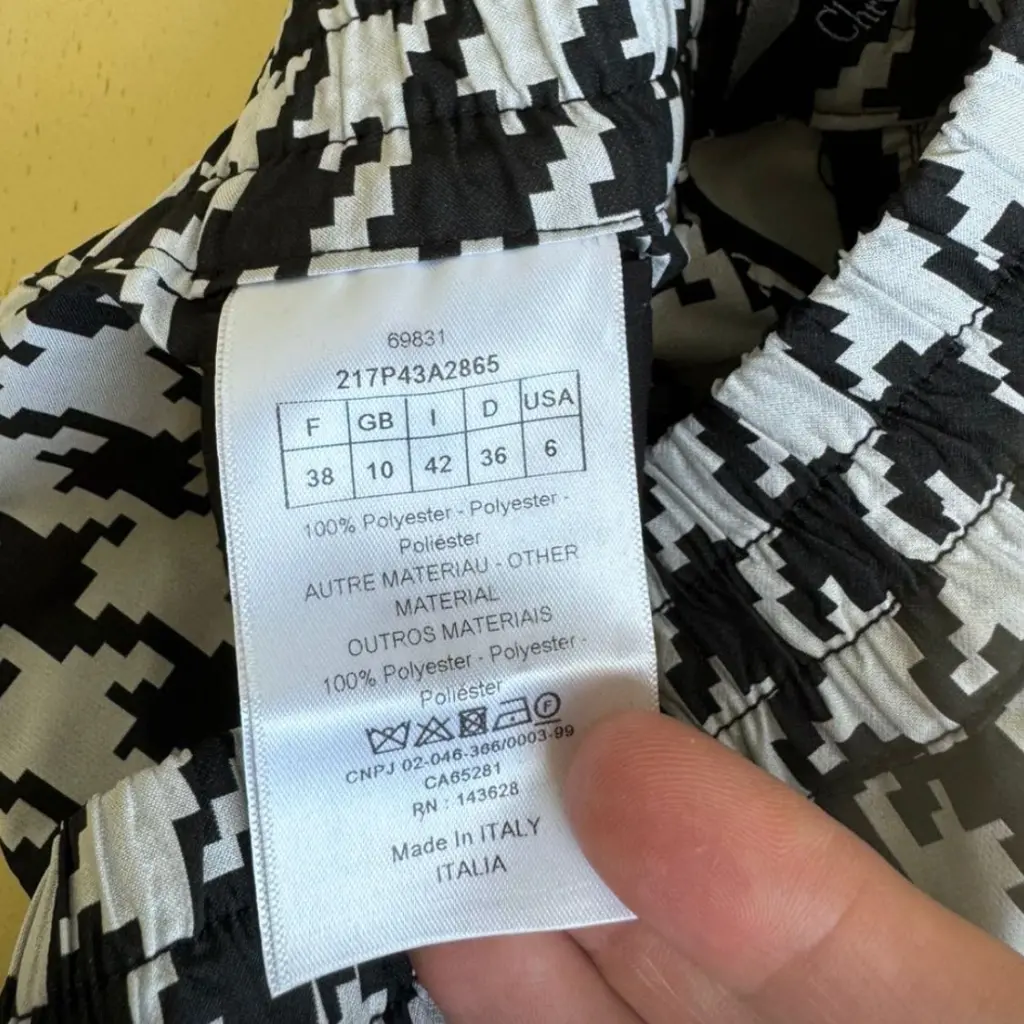 Chr
69831
217P43A2865
F GB I D USA
38 10 42 36 6
100% Polyester - Polyester -
Poliéster
AUTRE MATERIAU - OTHER
MATERIAL
OUTROS MATERIAIS
100% Polyester - Polyester -
Poliéster
F
CNPJ 02-046-366/0003-99
CA65281
RN : 143628
Made In ITALY
ITALIA